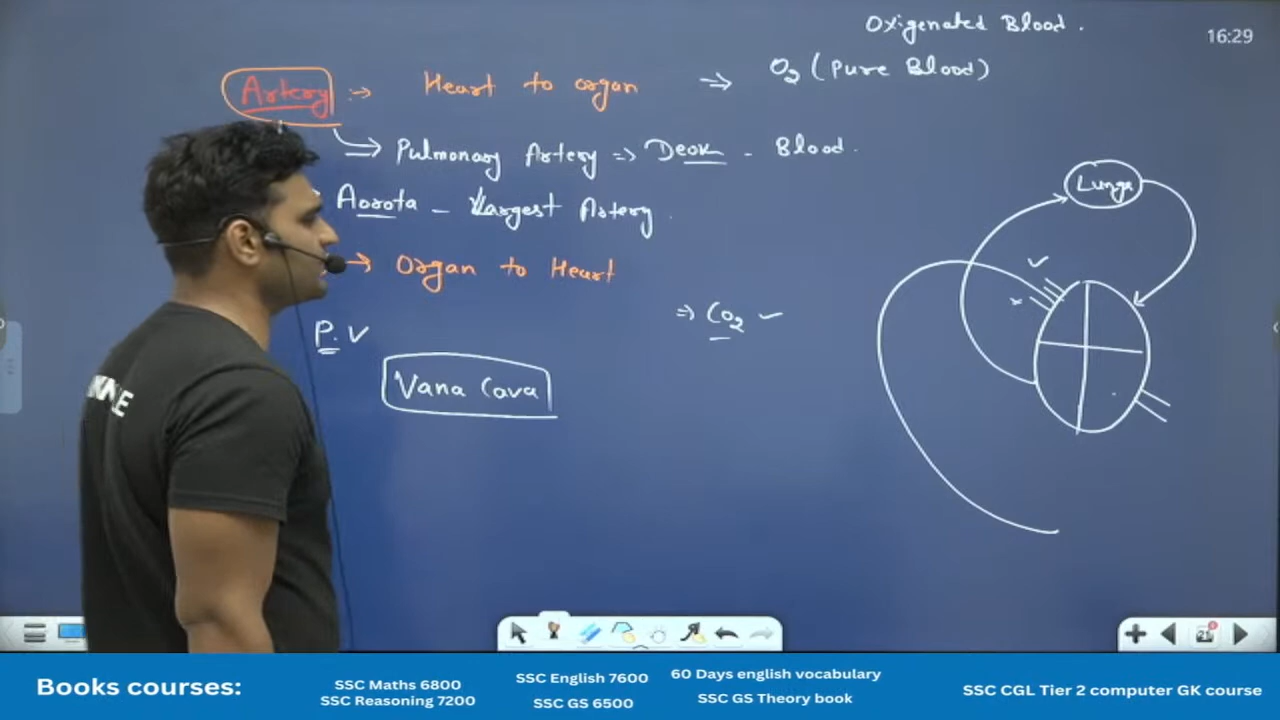 Oxigenated Blood.
16:29
Artery :→ Heart to organ ⇒ O2 (Pure Blood)
→ Pulmonary Artery ⇒ Deox - Blood.
Aorota - Largest Artery.
→ Organ to Heart
⇒ CO2 ✓
P.V
Vana Cava
Lungs
Books courses:
SSC Maths 6800
SSC Reasoning 7200
SSC English 7600
SSC GS 6500
60 Days english vocabulary
SSC GS Theory book
SSC CGL Tier 2 computer GK course